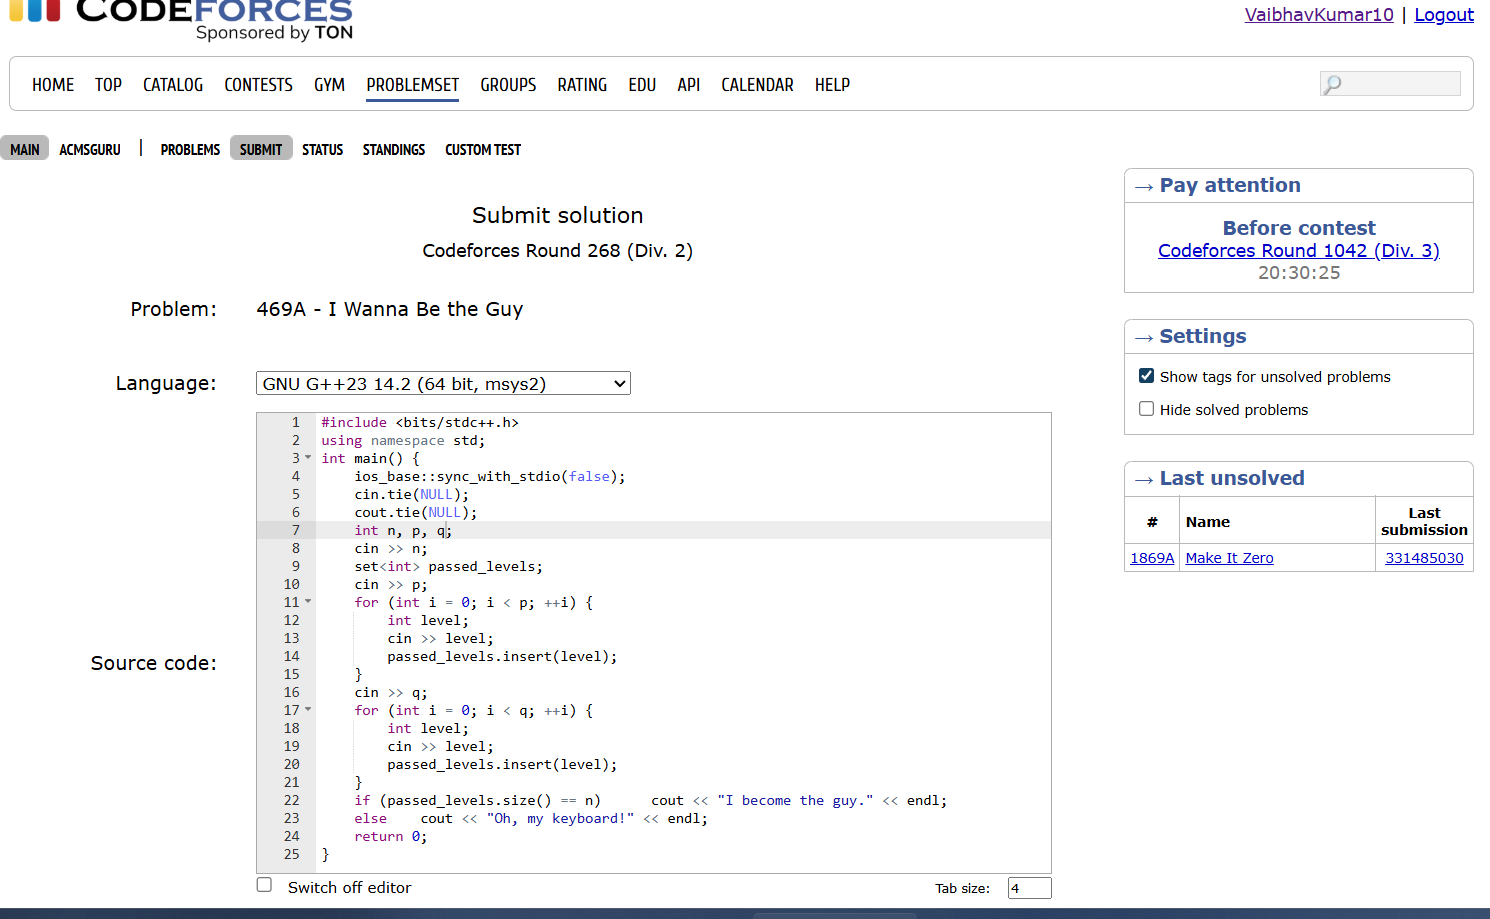 CODEFORCES
Sponsored by TON
VaibhavKumar10 | Logout
HOME TOP CATALOG CONTESTS GYM PROBLEMSET GROUPS RATING EDU API CALENDAR HELP
MAIN ACMSGURU | PROBLEMS SUBMIT STATUS STANDINGS CUSTOM TEST
Submit solution
Codeforces Round 268 (Div. 2)
Problem: 469A - I Wanna Be the Guy
Language: GNU G++23 14.2 (64 bit, msys2)
Source code:
1 #include <bits/stdc++.h>
2 using namespace std;
3 int main() {
4     ios_base::sync_with_stdio(false);
5     cin.tie(NULL);
6     cout.tie(NULL);
7     int n, p, q;
8     cin >> n;
9     set<int> passed_levels;
10     cin >> p;
11     for (int i = 0; i < p; ++i) {
12         int level;
13         cin >> level;
14         passed_levels.insert(level);
15     }
16     cin >> q;
17     for (int i = 0; i < q; ++i) {
18         int level;
19         cin >> level;
20         passed_levels.insert(level);
21     }
22     if (passed_levels.size() == n)      cout << "I become the guy." << endl;
23     else    cout << "Oh, my keyboard!" << endl;
24     return 0;
25 }
Switch off editor
Tab size: 4
→ Pay attention
Before contest
Codeforces Round 1042 (Div. 3)
20:30:25
→ Settings
Show tags for unsolved problems
Hide solved problems
→ Last unsolved
# Name Last submission
1869A Make It Zero 331485030